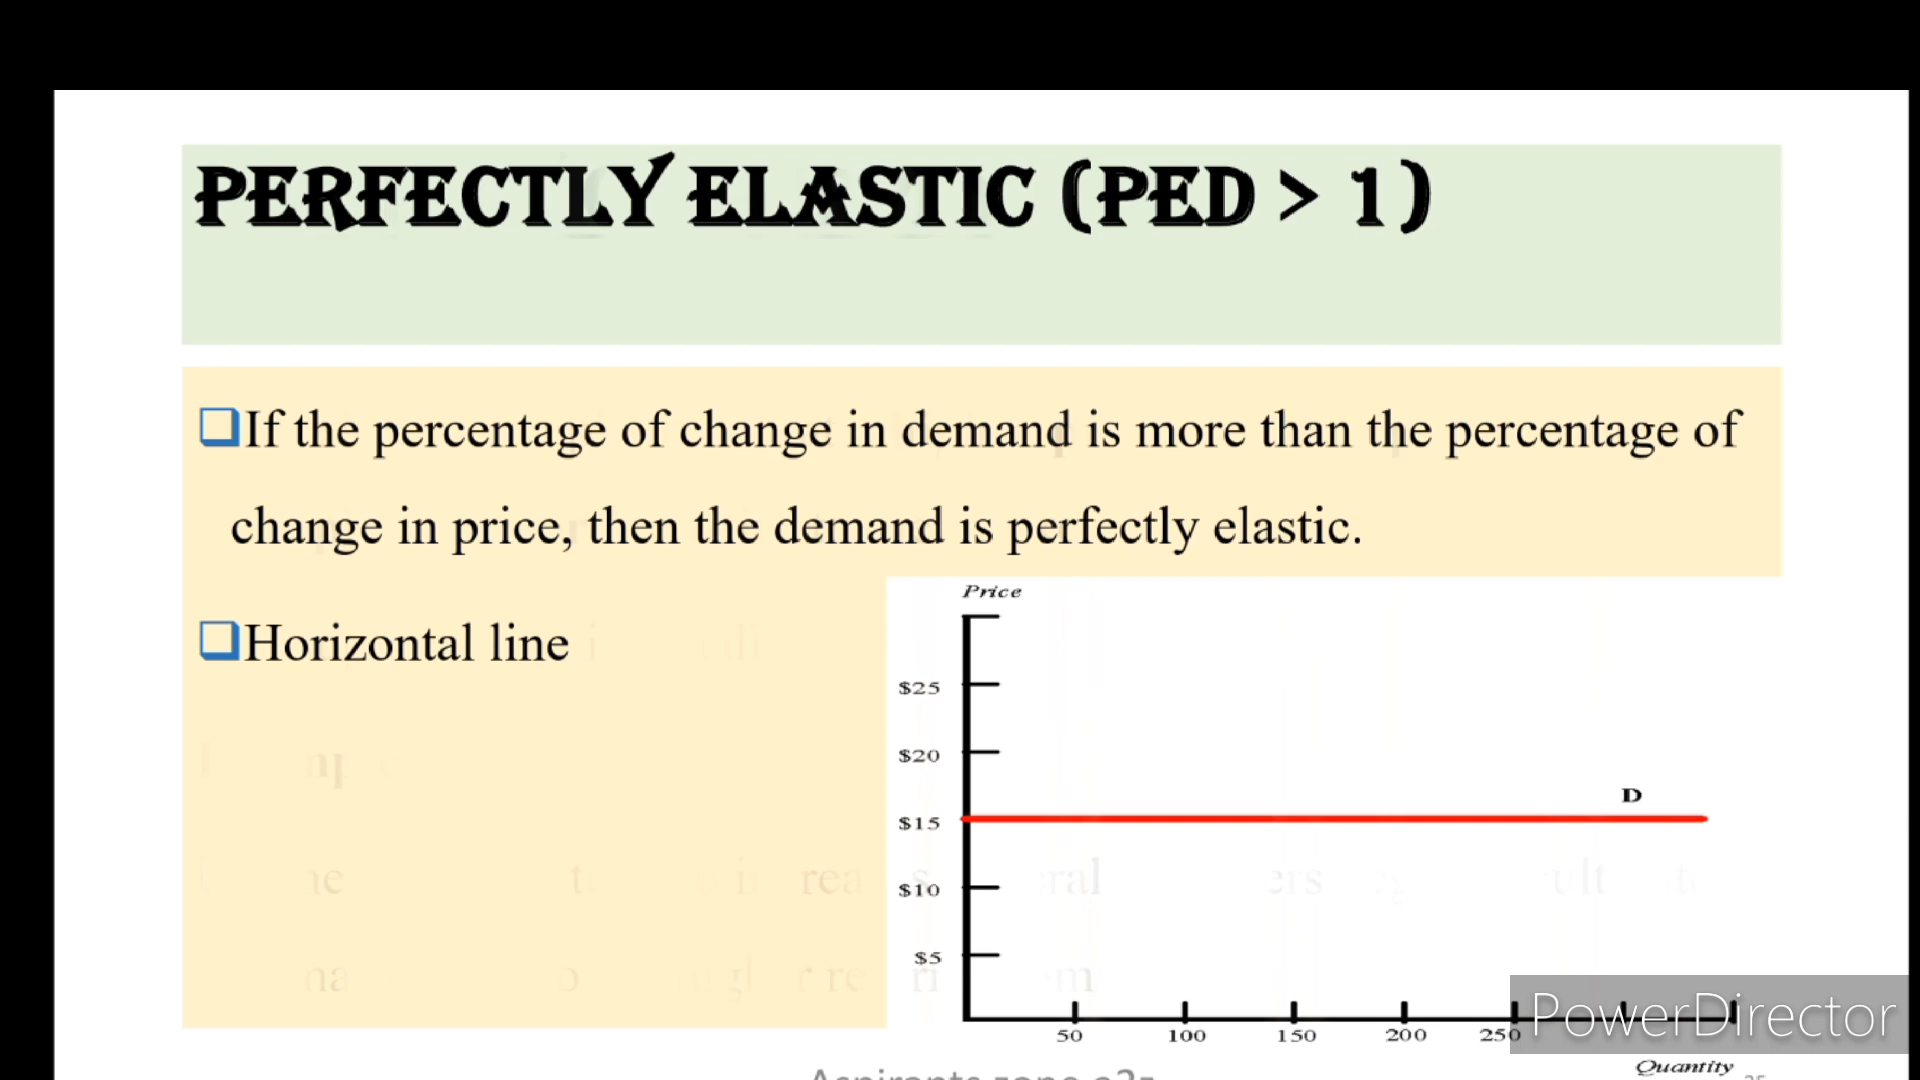 PERFECTLY ELASTIC (PED > 1)
If the percentage of change in demand is more than the percentage of
change in price, then the demand is perfectly elastic.
Horizontal line
Price
$25
$20
D
$15
$10
$5
50 100 150 200 250
PowerDirector
Quantity